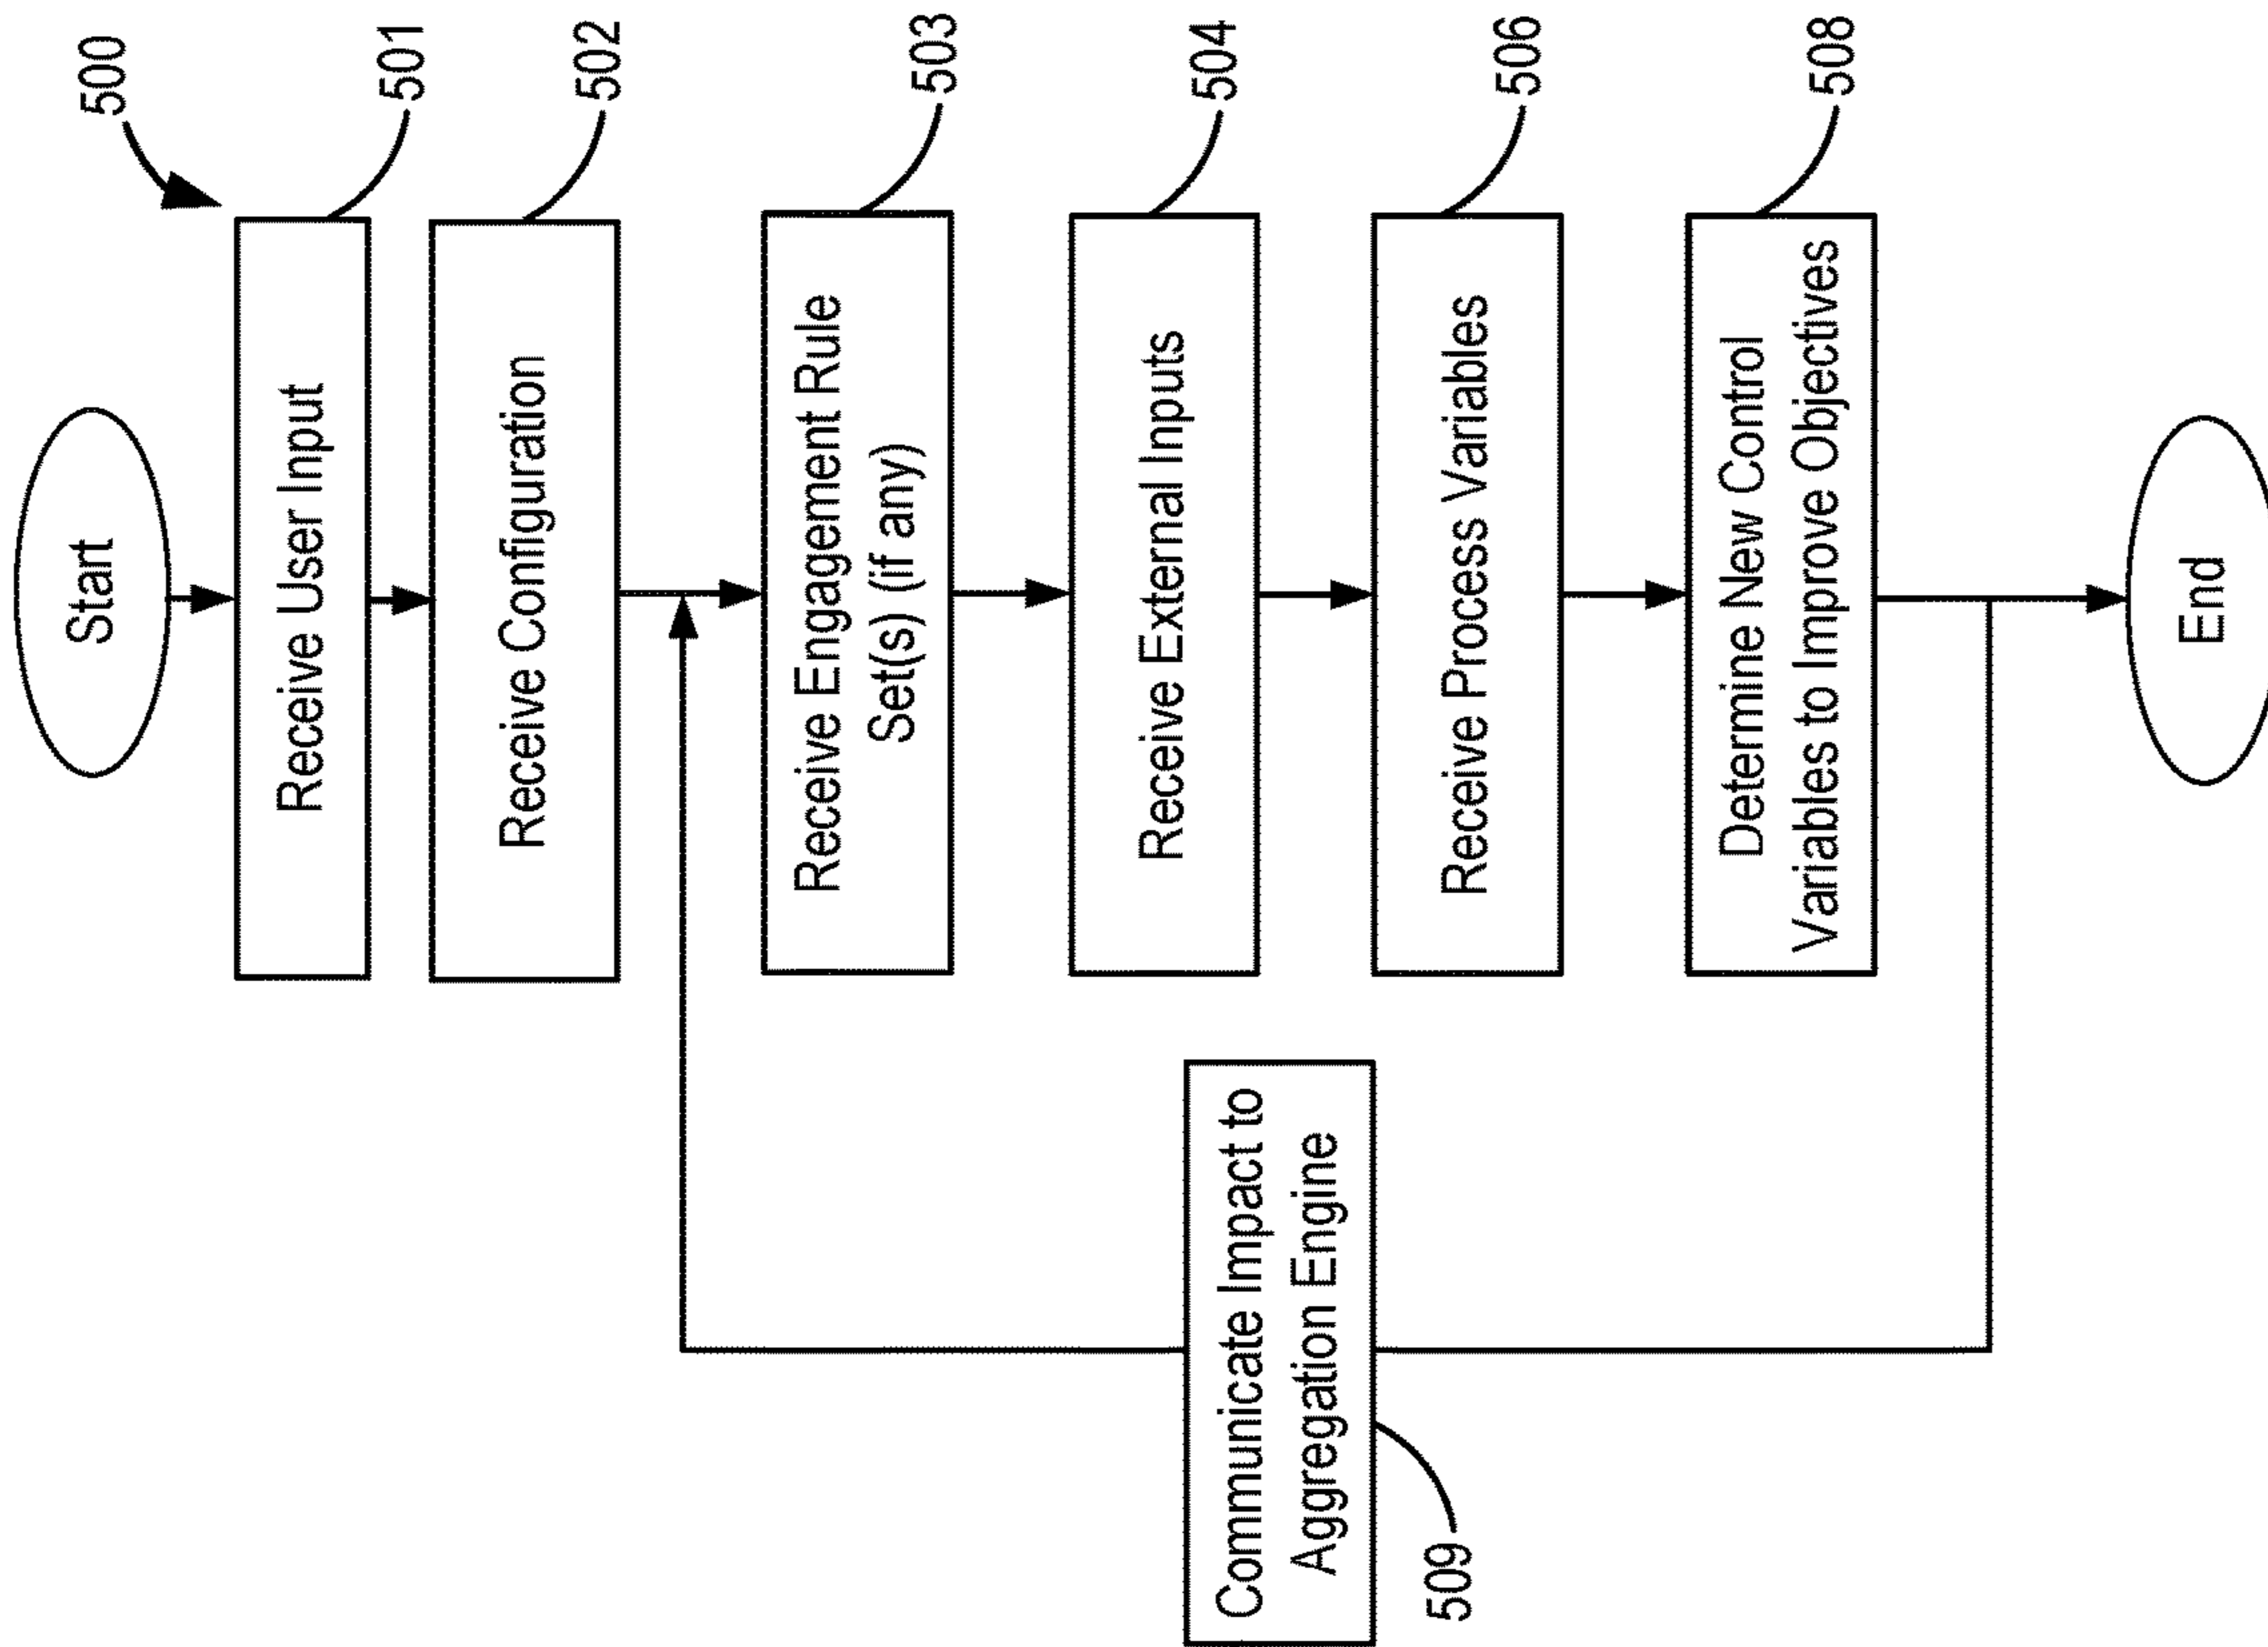 500
Start
Receive User Input
501
Receive Configuration
502
Receive Engagement Rule
Set(s) (if any)
503
Receive External Inputs
504
Receive Process Variables
506
Determine New Control
Variables to Improve Objectives
508
Communicate Impact to
Aggregation Engine
509
End